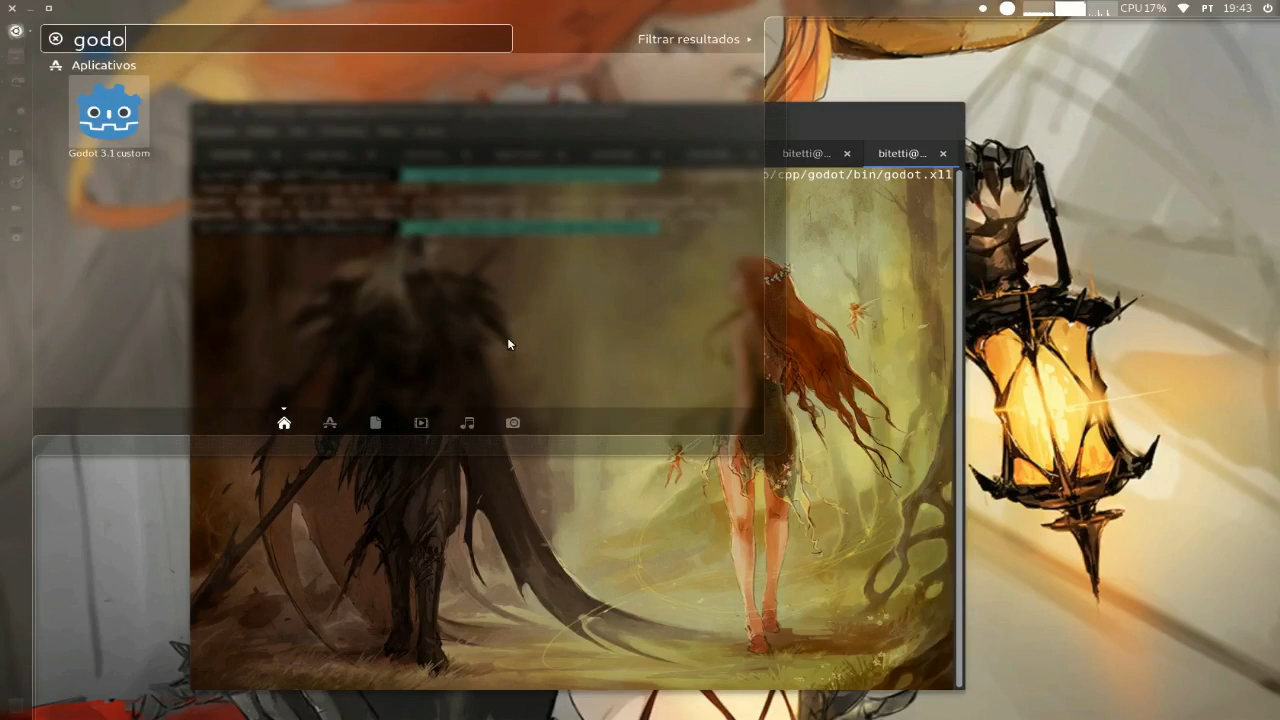 CPU 17% PT 19:43
godo
Filtrar resultados
Aplicativos
Godot 3.1 custom
bitetti@... bitetti@...
/cpp/godot/bin/godot.x11